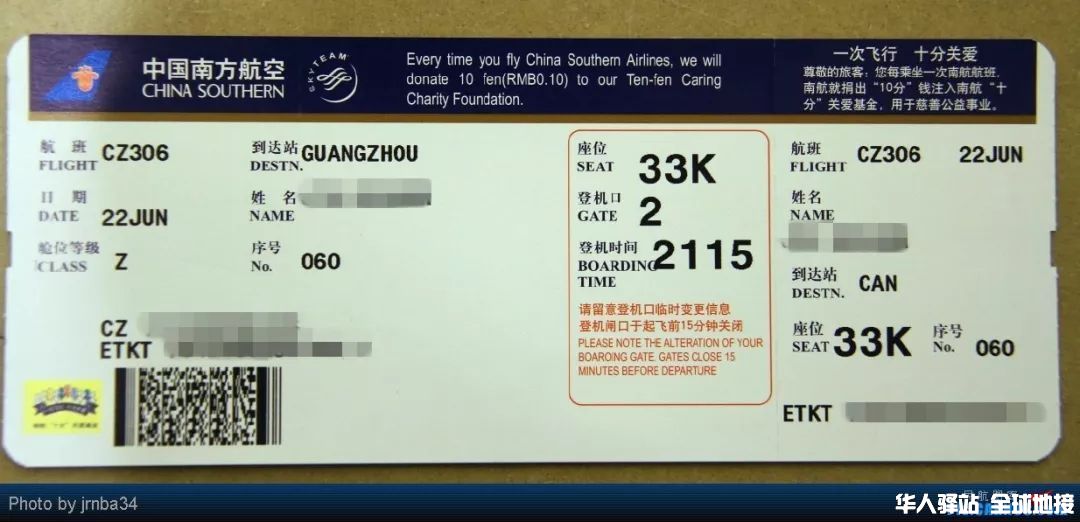 中国南方航空
CHINA SOUTHERN
SKYTEAM
Every time you fly China Southern Airlines, we will
donate 10 fen(RMB0.10) to our Ten-fen Caring
Charity Foundation.
一次飞行 十分关爱
尊敬的旅客：您每乘坐一次南航航班，
南航就捐出“10分”钱注入南航“十
分”关爱基金，用于慈善公益事业。
航班 CZ306
FLIGHT
到达站 GUANGZHOU
DESTN.
日期
DATE 22JUN
姓名
NAME
舱位等级
CLASS Z
序号
No. 060
CZ
ETKT
座位
SEAT 33K
登机口
GATE 2
登机时间
BOARDING 2115
TIME
请留意登机口临时变更信息
登机闸口于起飞前15分钟关闭
PLEASE NOTE THE ALTERATION OF YOUR
BOAROING GATE. GATES CLOSE 15
MINUTES BEFORE DEPARTURE
航班
FLIGHT CZ306 22JUN
姓名
NAME
到达站
DESTN. CAN
座位
SEAT 33K
序号
No. 060
ETKT
Photo by jrnba34
华人驿站 全球地接